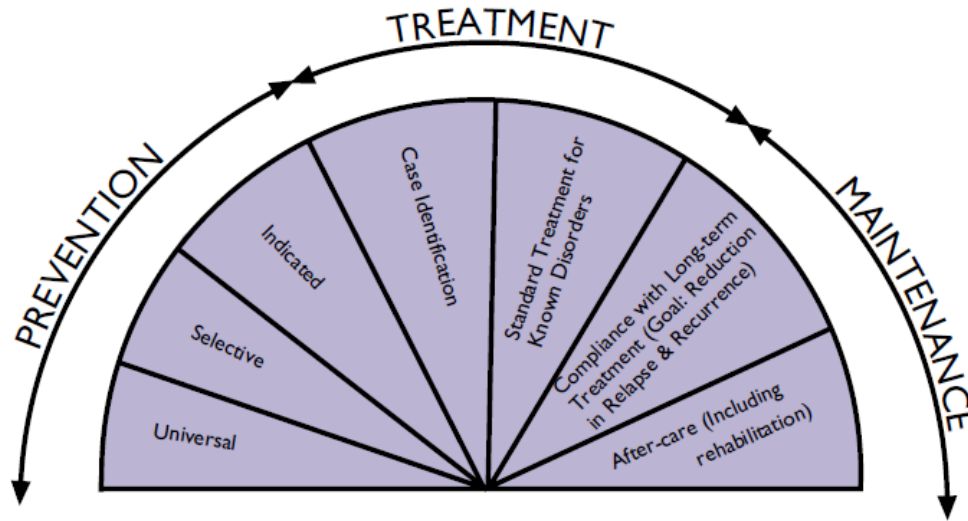 TREATMENT
PREVENTION
MAINTENANCE
Universal
Selective
Indicated
Case Identification
Standard Treatment for
Known Disorders
Compliance with Long-term
Treatment (Goal: Reduction
in Relapse & Recurrence)
After-care (Including
rehabilitation)